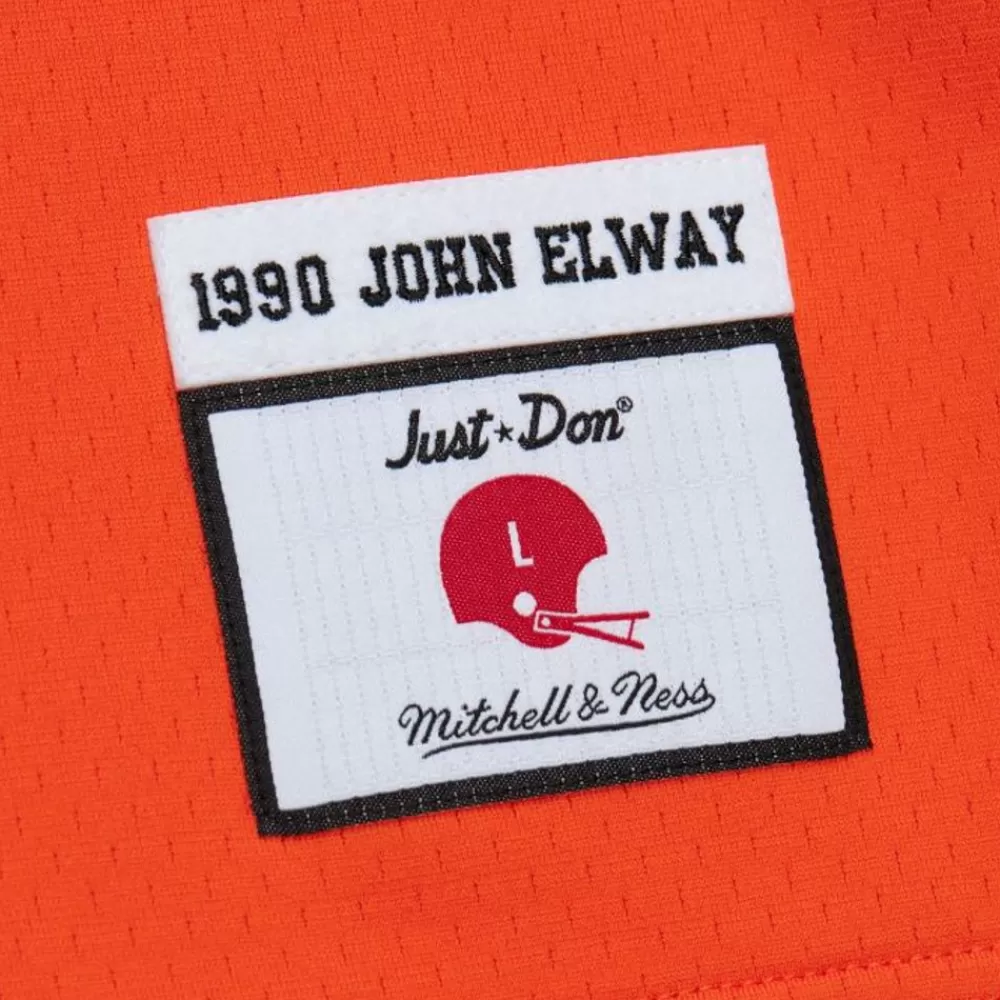 1990 JOHN ELWAY
Just★Don®
L
Mitchell & Ness